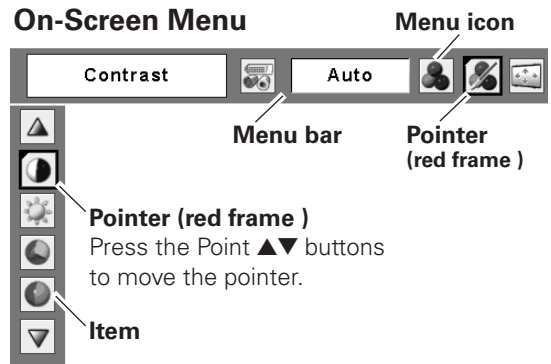 On-Screen Menu
Menu icon
Contrast
Auto
Menu bar
Pointer
(red frame )
Pointer (red frame )
Press the Point ▲▼ buttons
to move the pointer.
Item